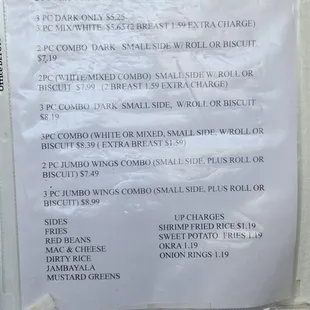 3 PC DARK ONLY $5.25
3 PC MIX/WHITE $5.65 (2 BREAST 1.59 EXTRA CHARGE)
2 PC COMBO DARK SMALL SIDE W/ ROLL OR BISCUIT
$7.19
2PC (WHITE/MIXED COMBO) SMALL SIDE W/ ROLL OR
BISCUIT $7.99 (2 BREAST 1.59 EXTRA CHARGE)
3 PC COMBO DARK SMALL SIDE, W/ROLL OR BISCUIT
$8.19
3PC COMBO (WHITE OR MIXED, SMALL SIDE, W/ROLL OR
BISCUIT $8.39 ( EXTRA BREAST $1.59)
2 PC JUMBO WINGS COMBO (SMALL SIDE, PLUS ROLL OR
BISCUIT) $7.49
3 PC JUMBO WINGS COMBO (SMALL SIDE, PLUS ROLL OR
BISCUIT) $8.99
SIDES
FRIES
RED BEANS
MAC & CHEESE
DIRTY RICE
JAMBAYALA
MUSTARD GREENS
UP CHARGES
SHRIMP FRIED RICE $1.19
SWEET POTATO FRIES 1.19
OKRA 1.19
ONION RINGS 1.19